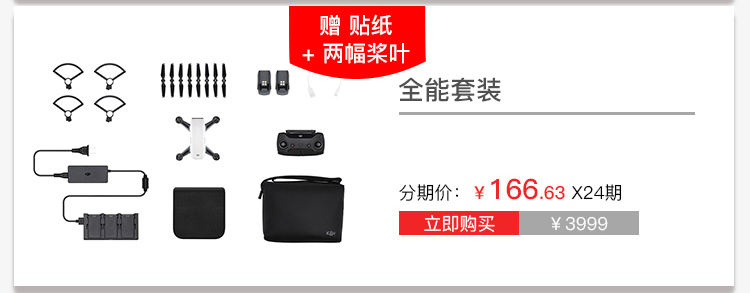 赠 贴纸
+ 两幅桨叶
全能套装
分期价：￥166.63 X24期
立即购买 ￥3999
dji